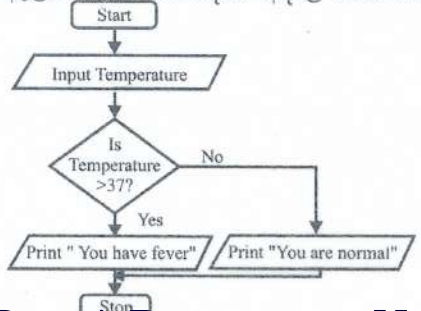 Start
Input Temperature
Is
Temperature
>37?
No
Yes
Print " You have fever"
Print "You are normal"
Stop